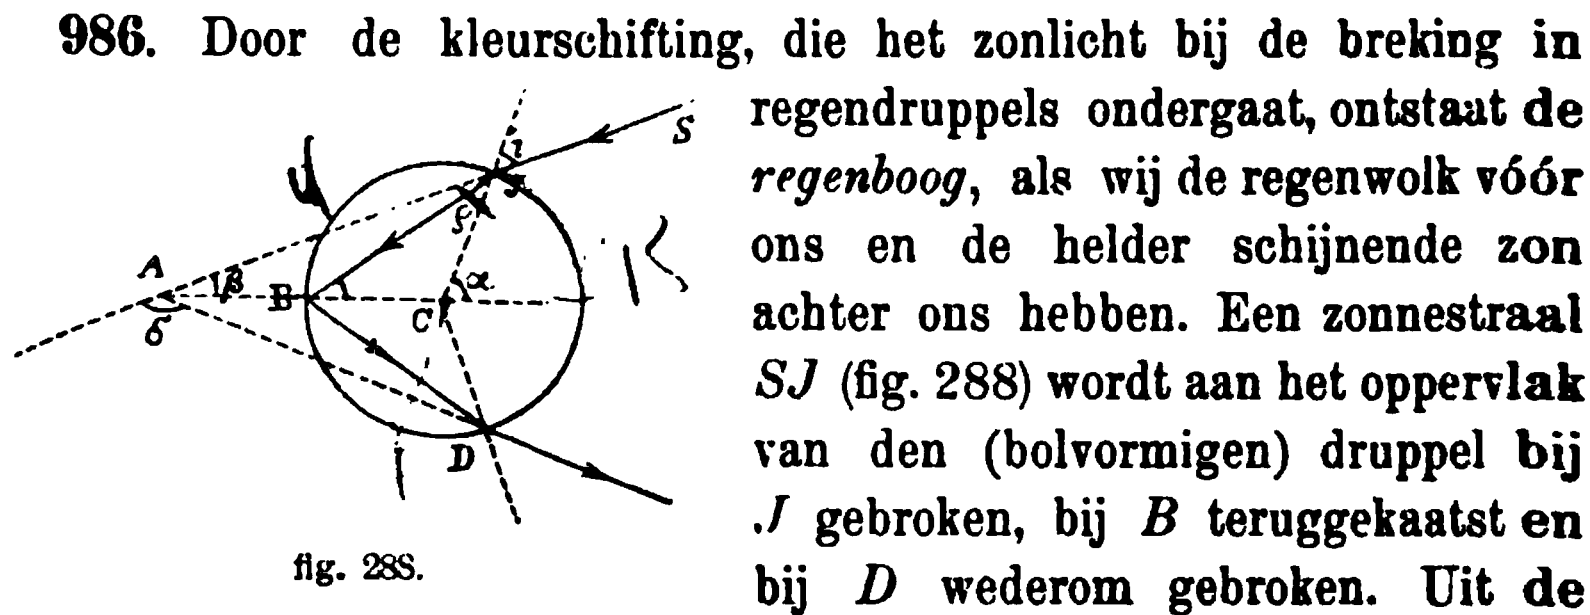 986. Door de kleurschifting, die het zonlicht bij de breking in
regendruppels ondergaat, ontstaat de
regenboog, als wij de regenwolk vóór
ons en de helder schijnende zon
achter ons hebben. Een zonnestraal
SJ (fig. 288) wordt aan het oppervlak
van den (bolvormigen) druppel bij
J gebroken, bij B teruggekaatst en
bij D wederom gebroken. Uit de
S
i
ρ
A
β
B
α
C
δ
D
fig. 288.